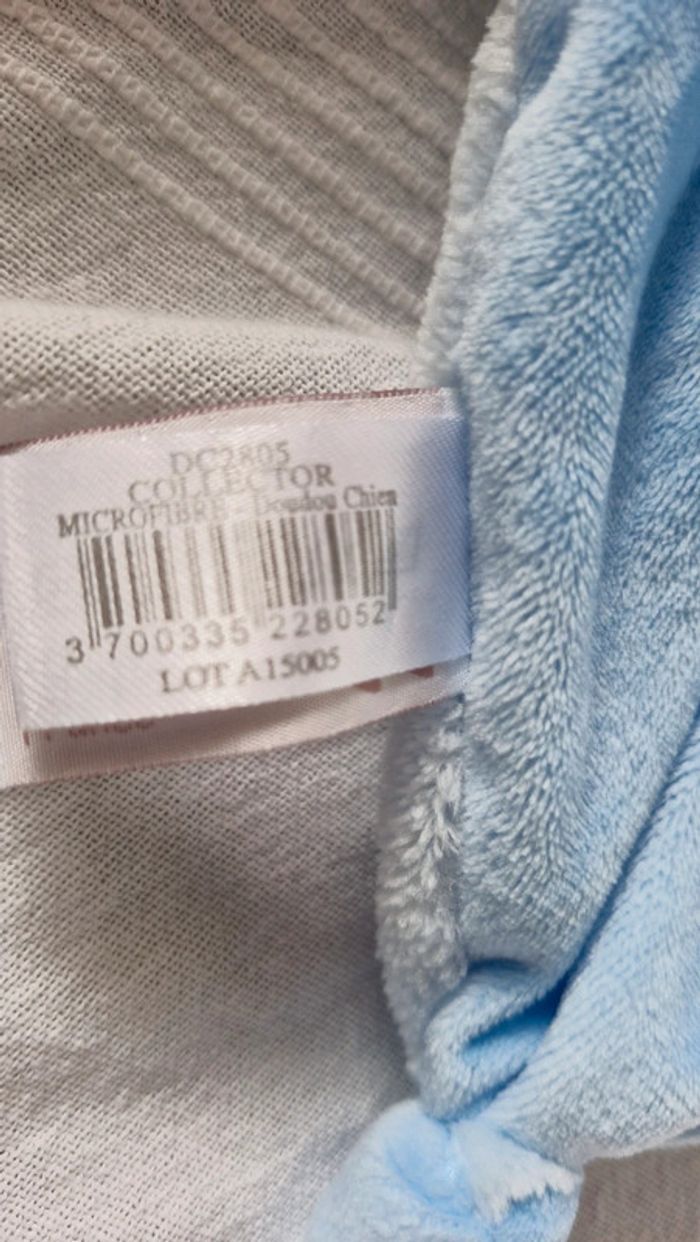 DC2805
COLLECTOR
MICROFIBRE - Doudou Chien
3 700335 228052
LOT A15005